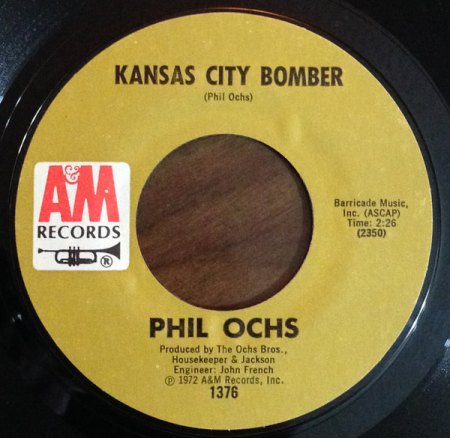 KANSAS CITY BOMBER
(Phil Ochs)
A&M
RECORDS
®
Barricade Music,
Inc. (ASCAP)
Time: 2:26
(2350)
PHIL OCHS
Produced by The Ochs Bros.,
Housekeeper & Jackson
Engineer: John French
℗ 1972 A&M Records, Inc.
1376